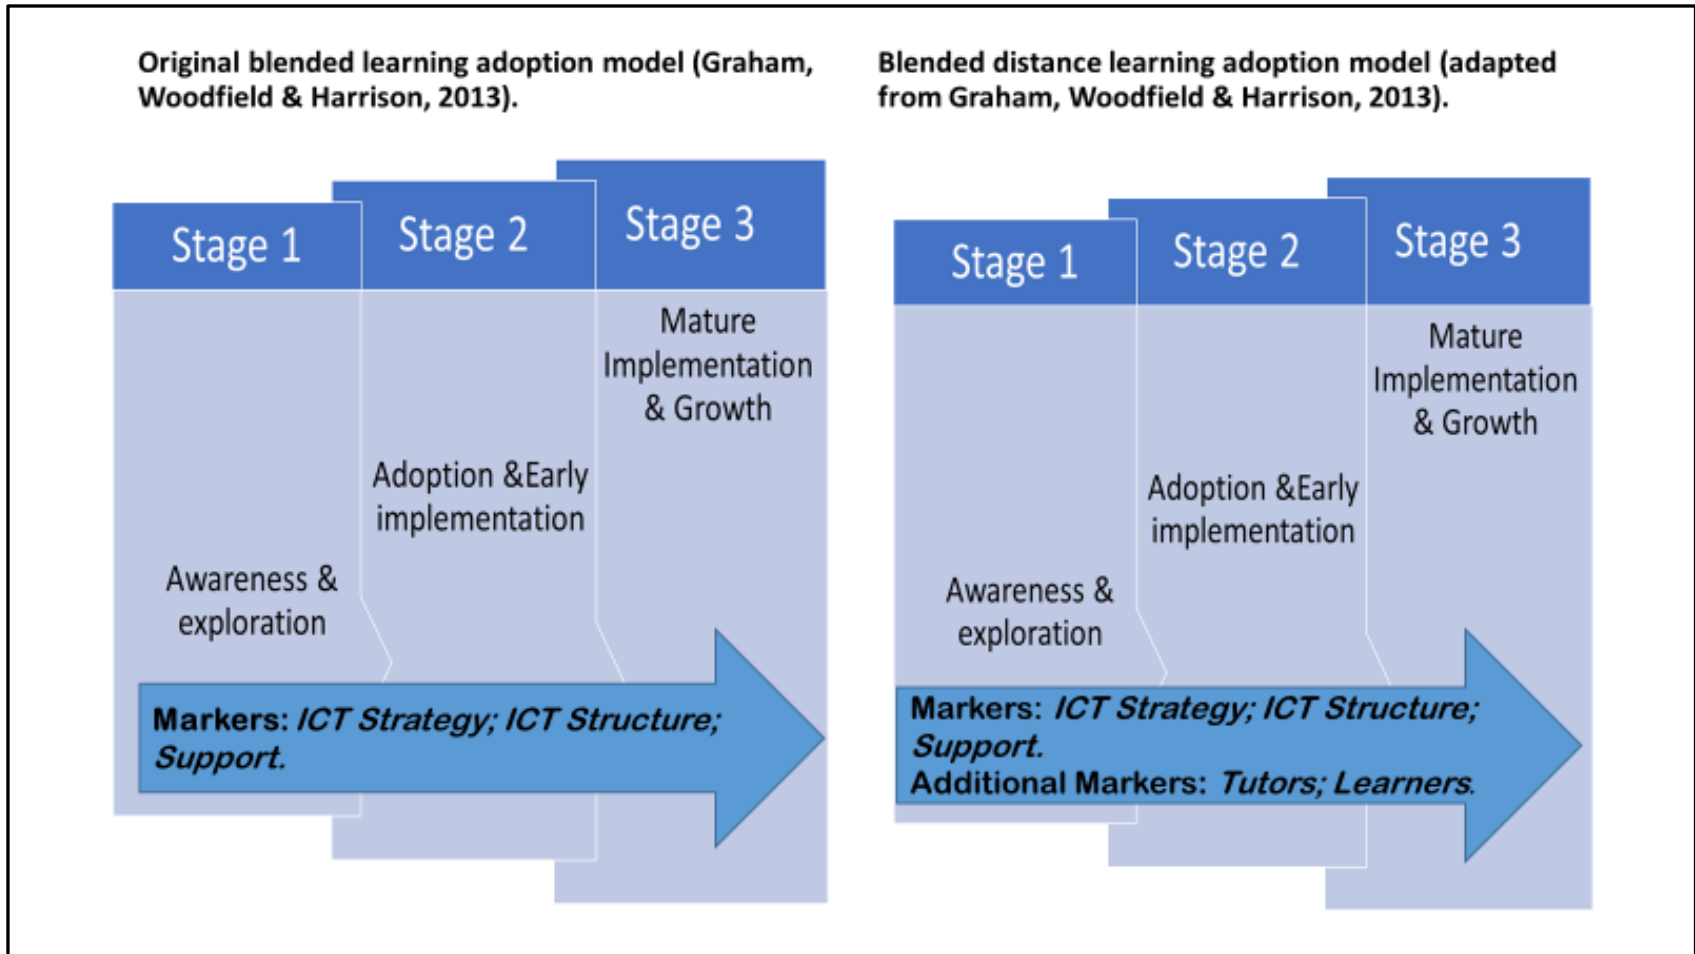 Original blended learning adoption model (Graham,
Woodfield & Harrison, 2013).
Stage 1
Stage 2
Stage 3
Awareness &
exploration
Adoption &Early
implementation
Mature
Implementation
& Growth
Markers: ICT Strategy; ICT Structure;
Support.
Blended distance learning adoption model (adapted
from Graham, Woodfield & Harrison, 2013).
Stage 1
Stage 2
Stage 3
Awareness &
exploration
Adoption &Early
implementation
Mature
Implementation
& Growth
Markers: ICT Strategy; ICT Structure;
Support.
Additional Markers: Tutors; Learners.